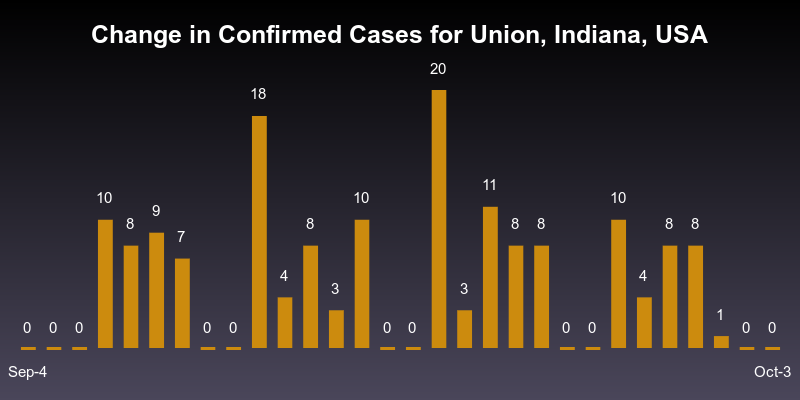 Change in Confirmed Cases for Union, Indiana, USA
0 0 0 10 8 9 7 0 0 18 4 8 3 10 0 0 20 3 11 8 8 0 0 10 4 8 8 1 0 0
Sep-4 Oct-3